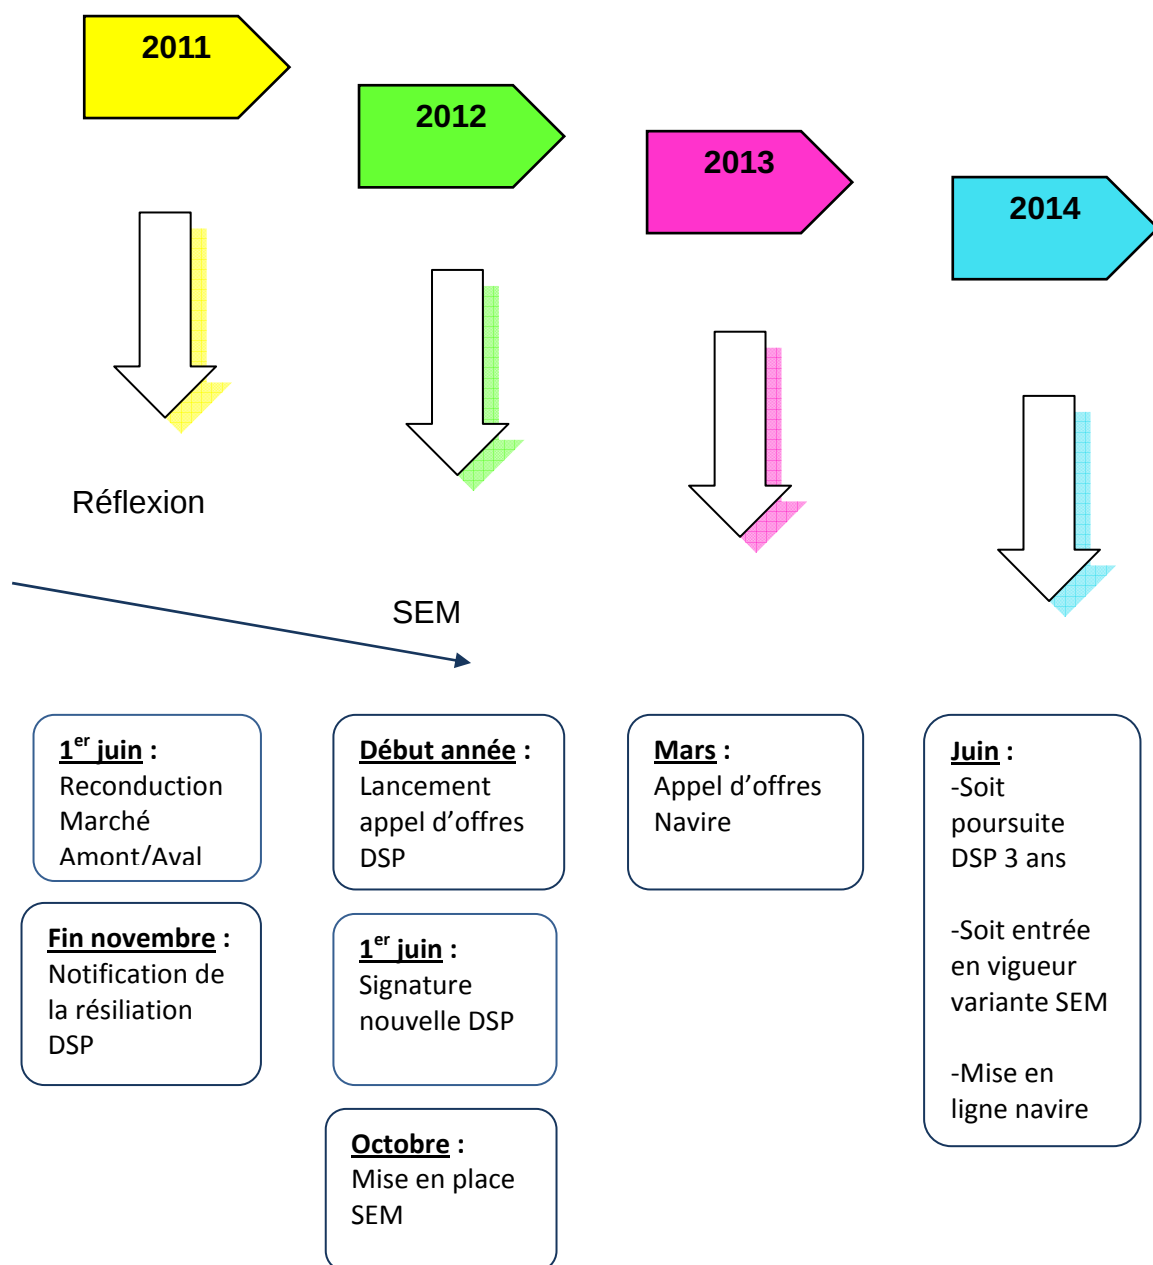 2011
2012
2013
2014
Réflexion
SEM
1er juin :
Reconduction
Marché
Amont/Aval
Fin novembre :
Notification de
la résiliation
DSP
Début année :
Lancement
appel d’offres
DSP
1er juin :
Signature
nouvelle DSP
Octobre :
Mise en place
SEM
Mars :
Appel d’offres
Navire
Juin :
-Soit
poursuite
DSP 3 ans
-Soit entrée
en vigueur
variante SEM
-Mise en
ligne navire